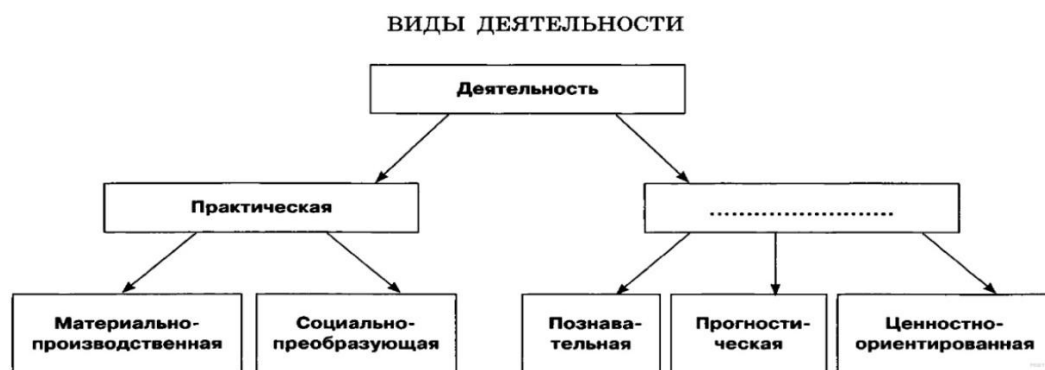 ВИДЫ ДЕЯТЕЛЬНОСТИ
Деятельность
Практическая
........................
Материально-
производственная
Социально-
преобразующая
Познава-
тельная
Прогности-
ческая
Ценностно-
ориентированная